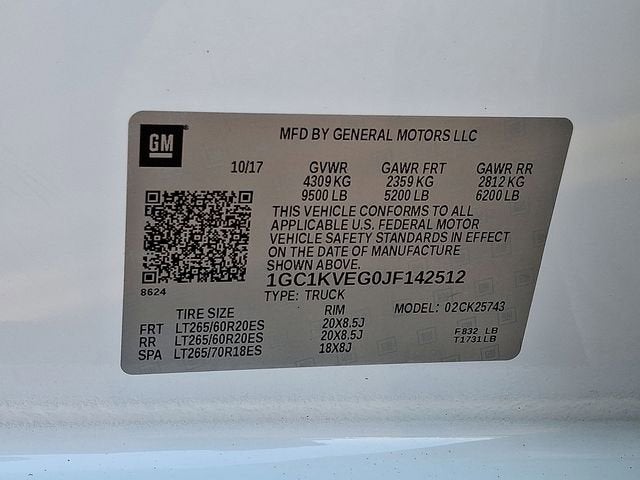 GM
MFD BY GENERAL MOTORS LLC
10/17 GVWR GAWR FRT GAWR RR
4309 KG 2359 KG 2812 KG
9500 LB 5200 LB 6200 LB
THIS VEHICLE CONFORMS TO ALL
APPLICABLE U.S. FEDERAL MOTOR
VEHICLE SAFETY STANDARDS IN EFFECT
ON THE DATE OF MANUFACTURE
SHOWN ABOVE.
1GC1KVEG0JF142512
8624
TYPE: TRUCK
TIRE SIZE RIM MODEL: 02CK25743
FRT LT265/60R20ES 20X8.5J
RR LT265/60R20ES 20X8.5J F832 LB
SPA LT265/70R18ES 18X8J T1731LB